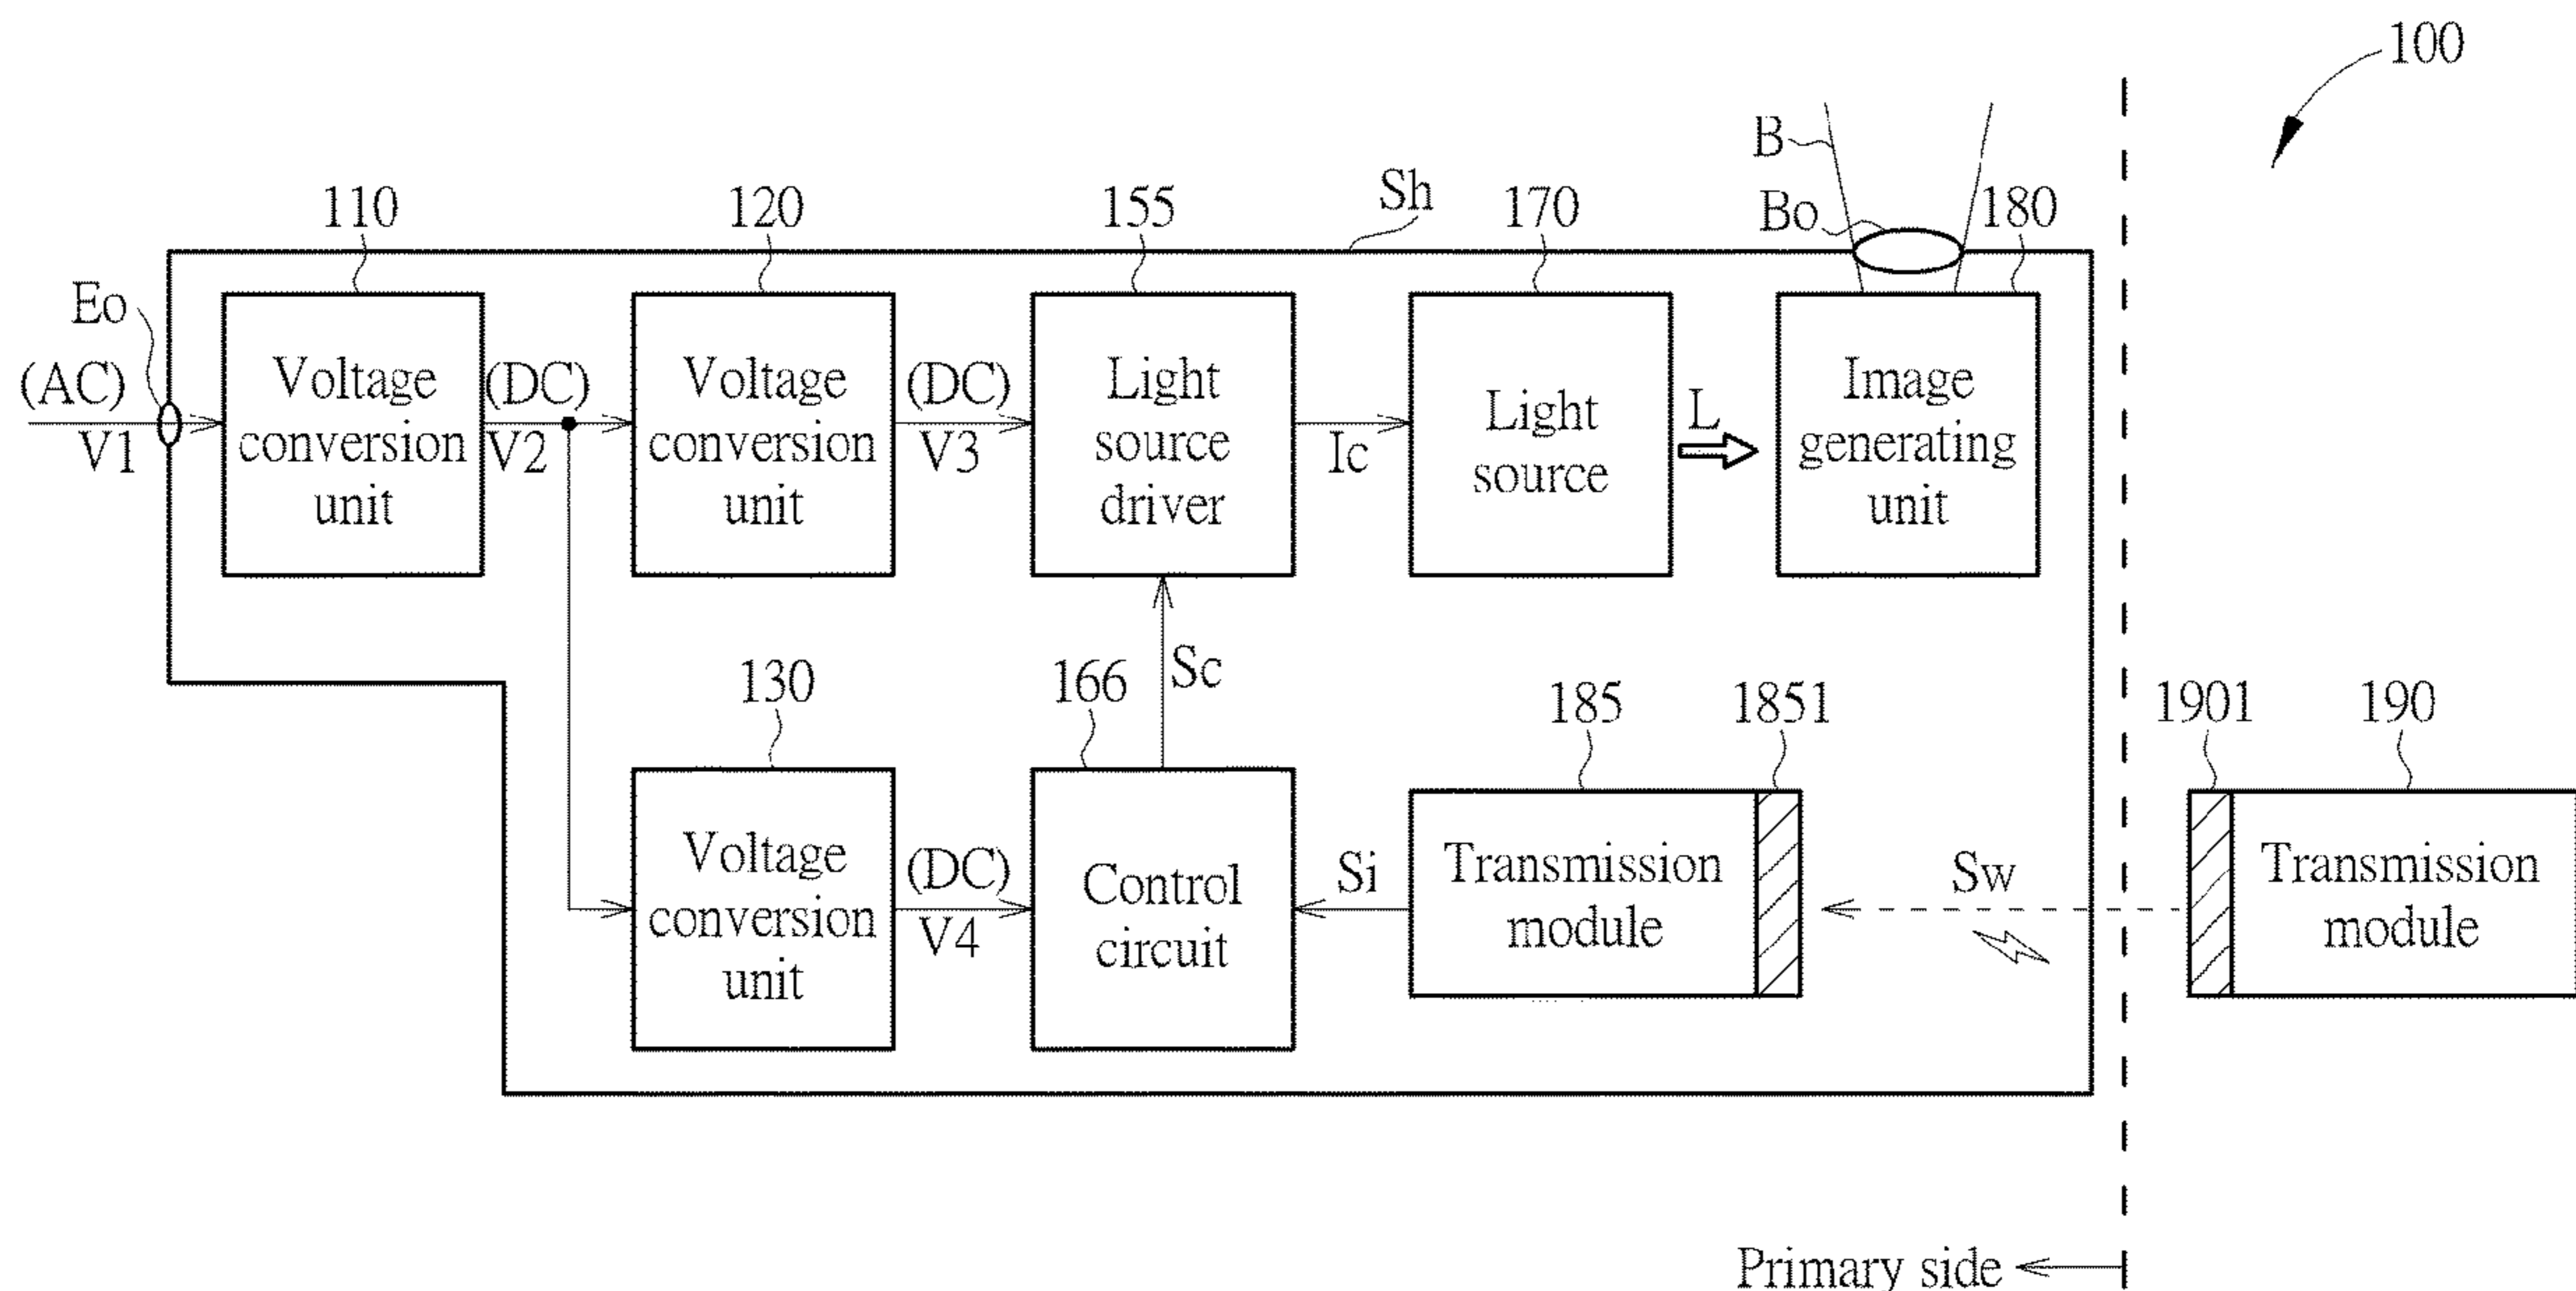 100
B
Bo
Sh
110
120
155
170
180
Eo
(AC)
V1
Voltage
conversion
unit
(DC)
V2
Voltage
conversion
unit
(DC)
V3
Light
source
driver
Ic
Light
source
L
Image
generating
unit
Sc
130
166
185
1851
1901
190
Voltage
conversion
unit
(DC)
V4
Control
circuit
Si
Transmission
module
Sw
Transmission
module
Primary side